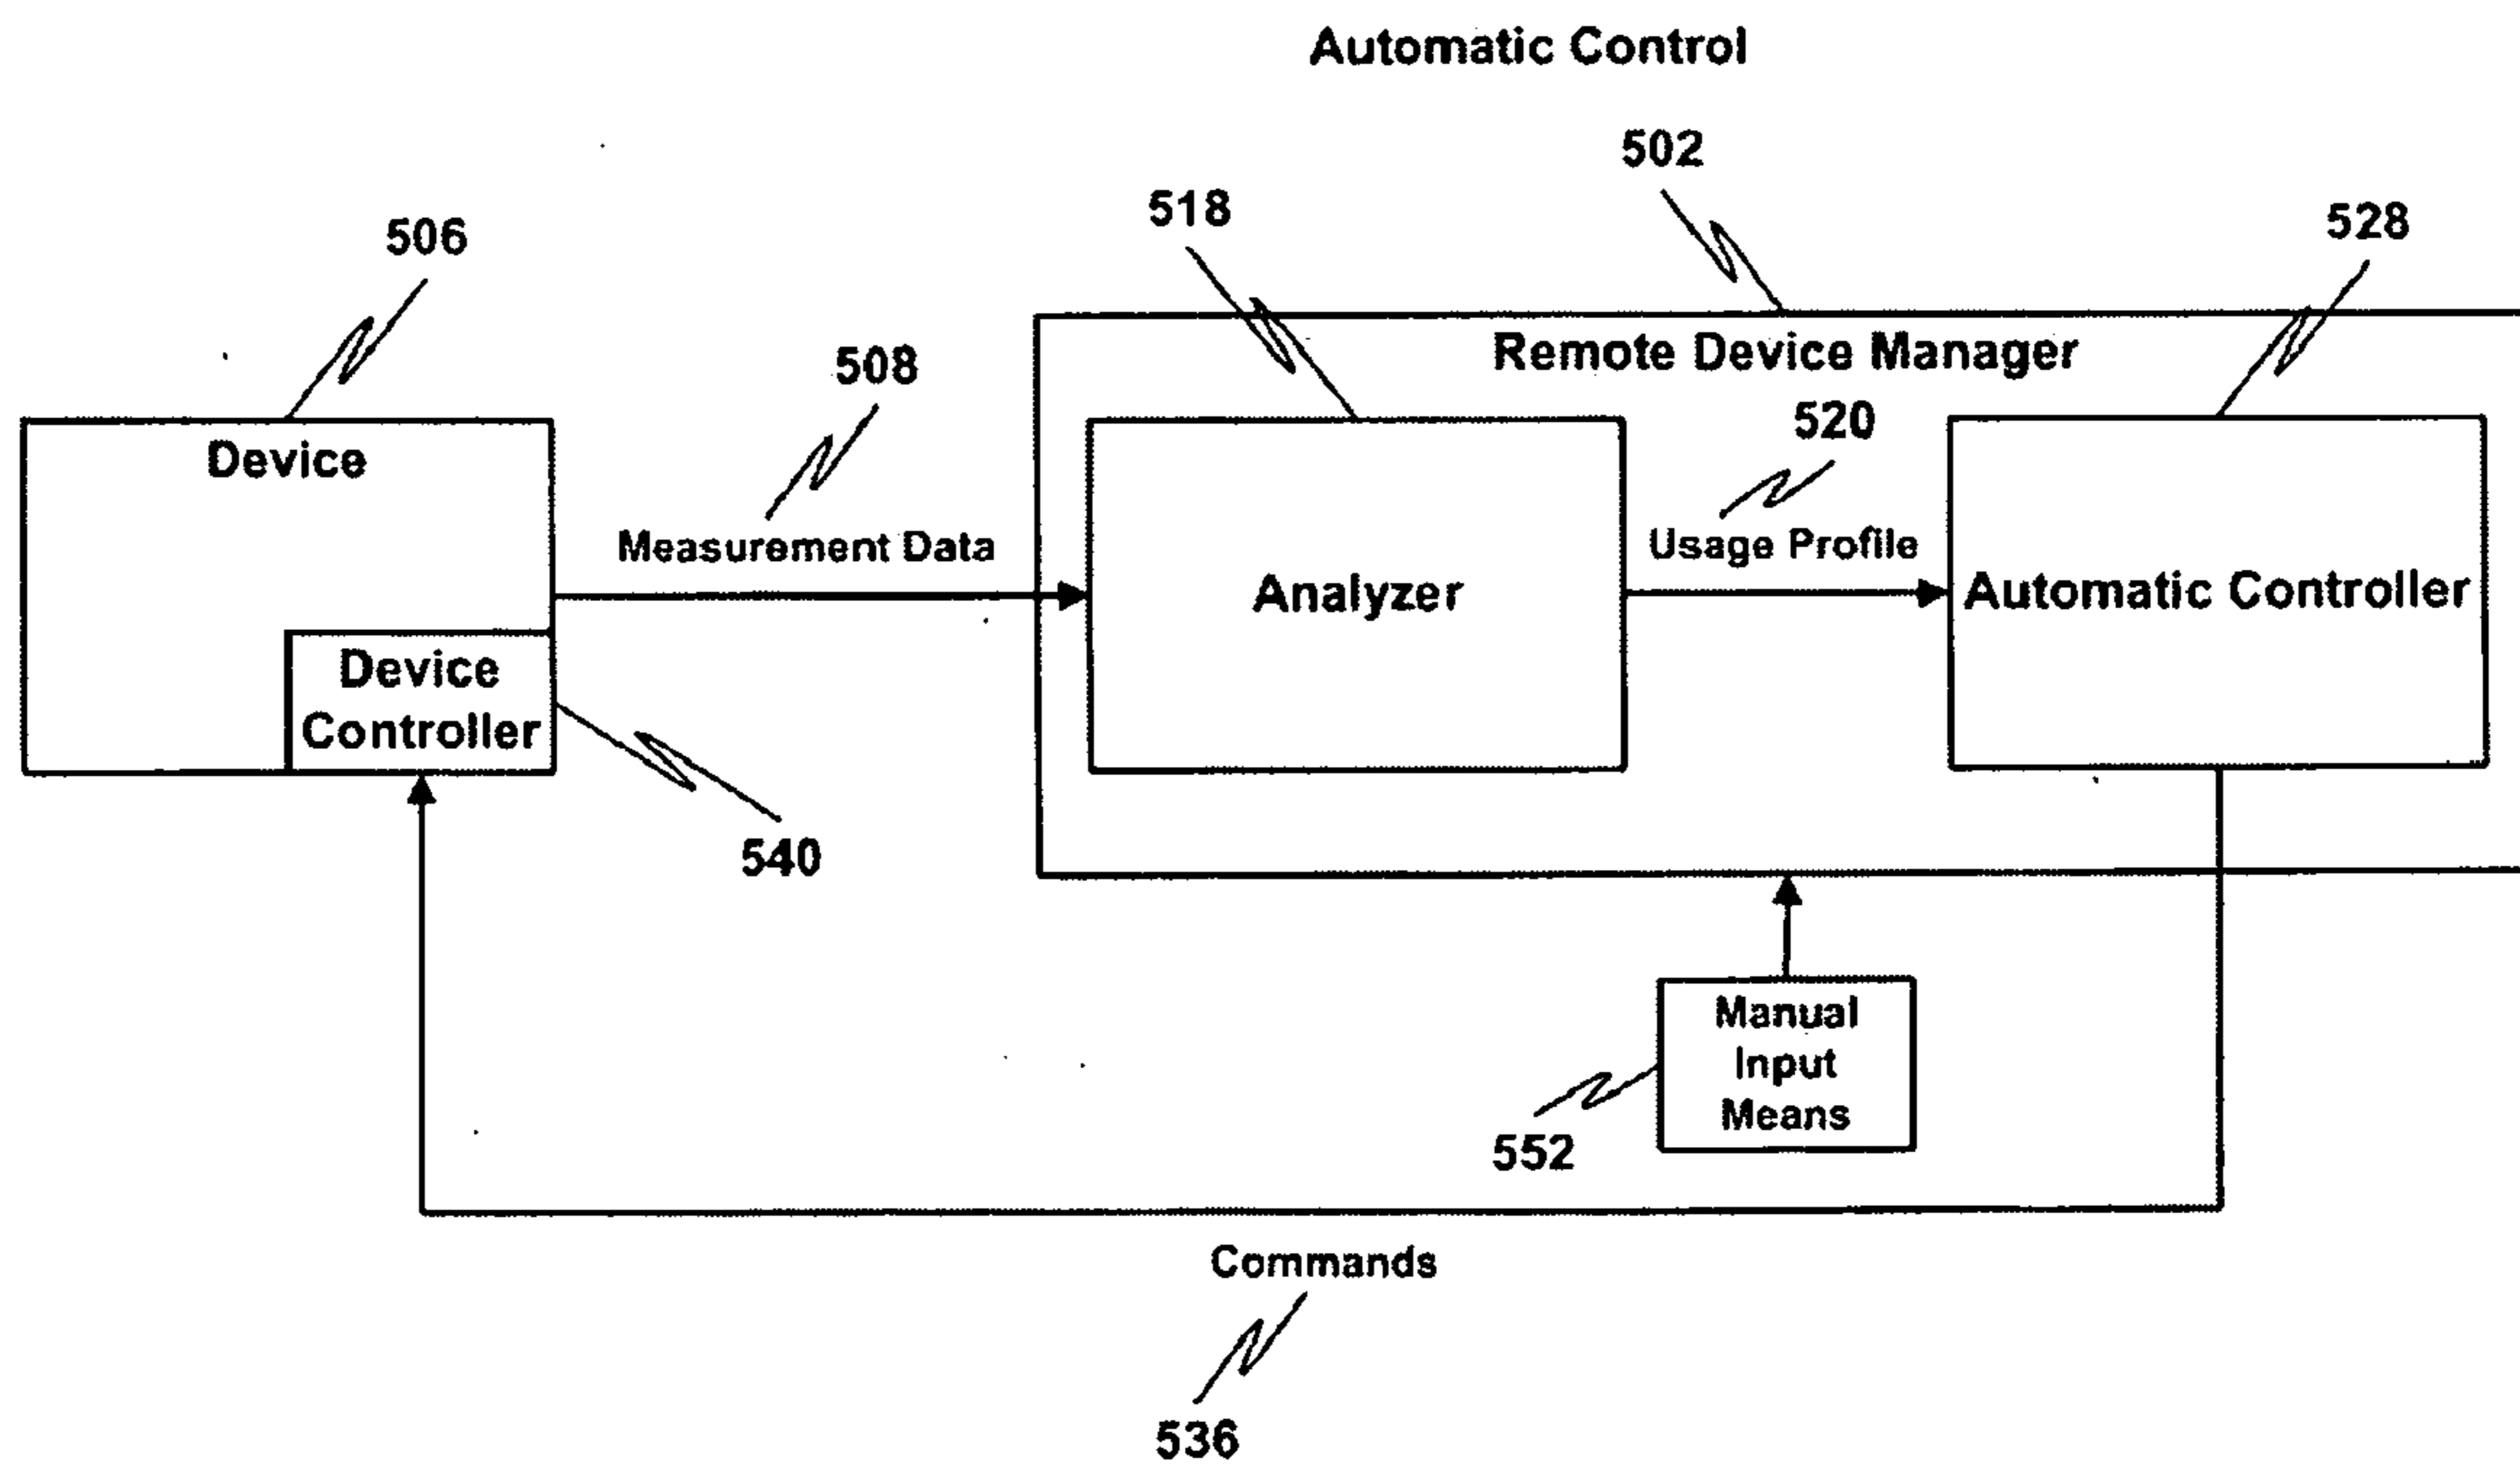 Automatic Control
502
518
528
506
Remote Device Manager
508
520
Device
Measurement Data
Usage Profile
Analyzer
Automatic Controller
Device
Controller
540
Manual
Input
Means
552
Commands
536